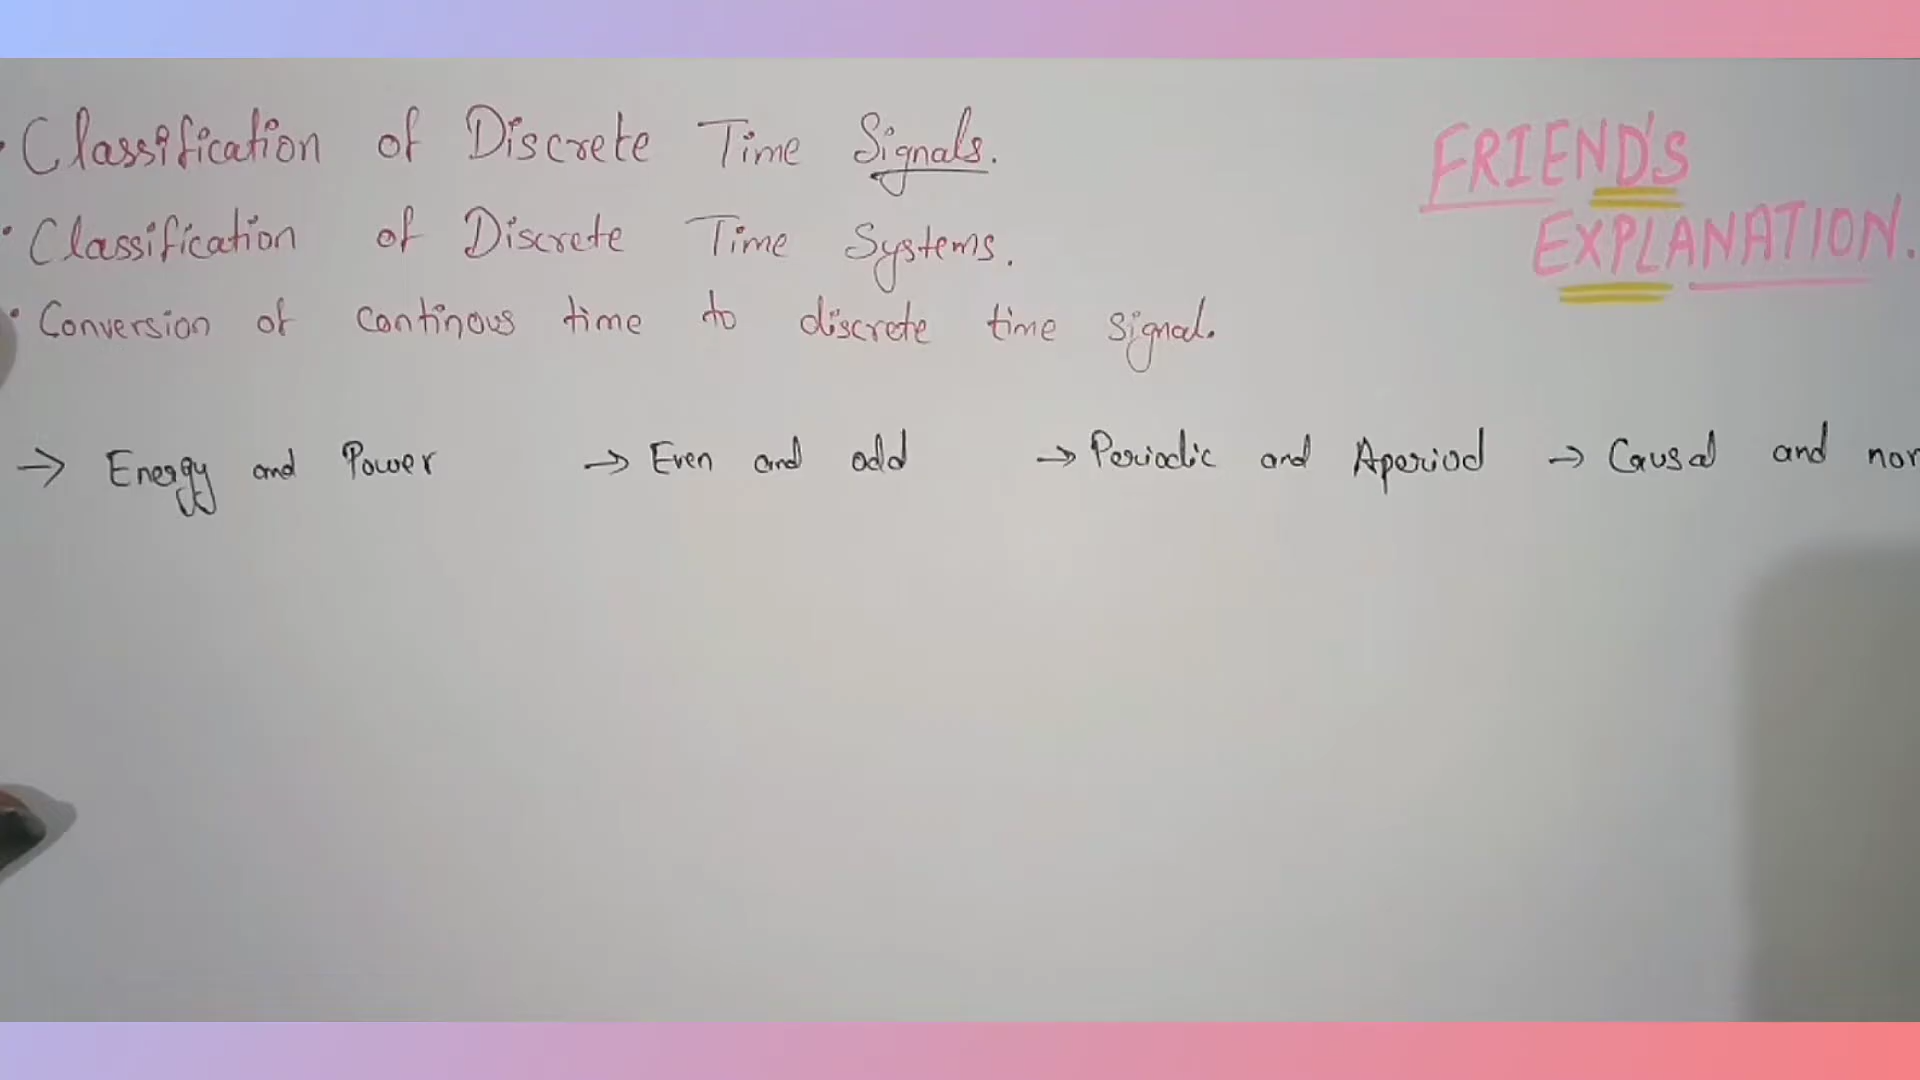 · Classification of Discrete Time Signals.
· Classification of Discrete Time Systems.
· Conversion of continous time to discrete time signal.
FRIEND'S
EXPLANATION.
→ Energy and Power → Even and odd → Periodic and Aperiod → Causal and non